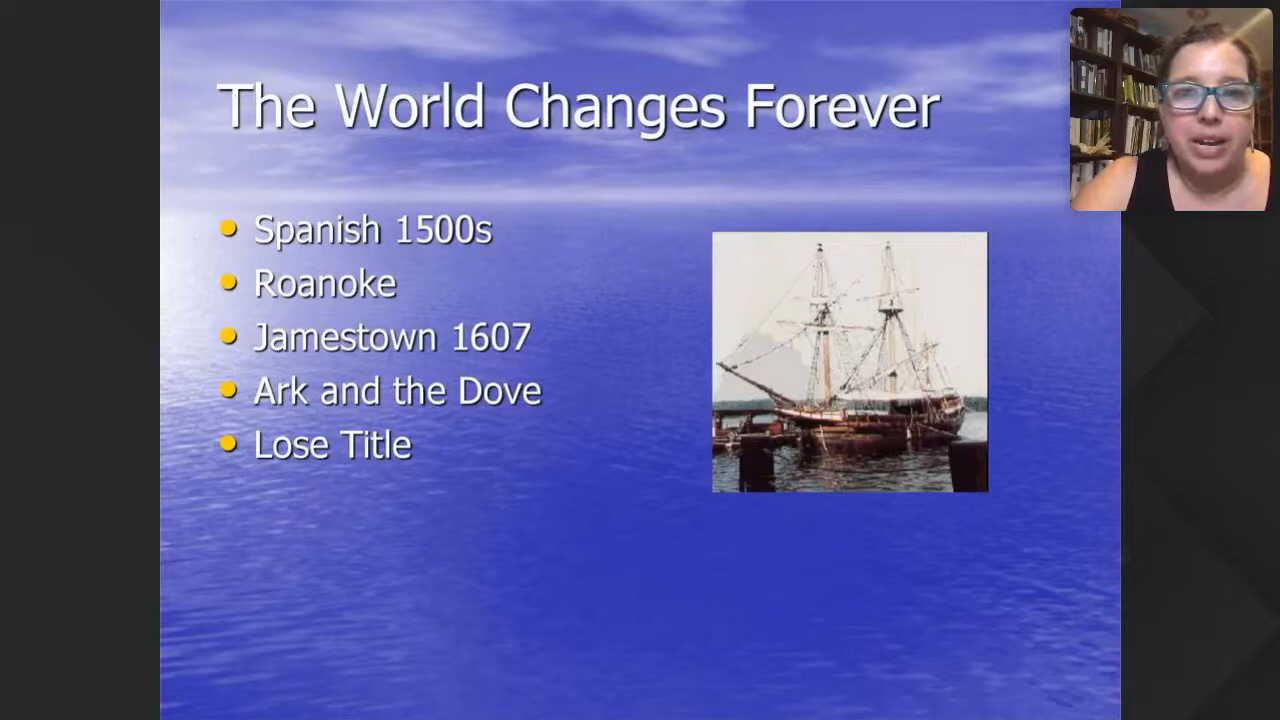 The World Changes Forever
Spanish 1500s
Roanoke
Jamestown 1607
Ark and the Dove
Lose Title